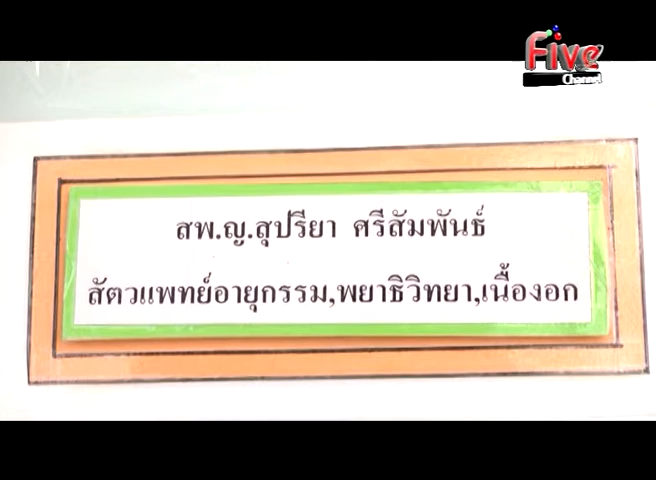 Five
Channel
สพ.ญ.สุปรียา ศรีสัมพันธ์
สัตวแพทย์อายุกรรม,พยาธิวิทยา,เนื้องอก